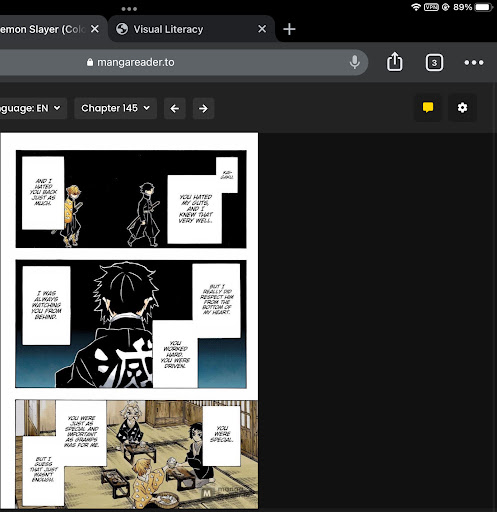 89%
VPN
emon Slayer (Colo
Visual Literacy
mangareader.to
3
nguage: EN
Chapter 145
KAI-
GAKU.
YOU HATED
MY GUTS,
AND I
KNEW THAT
VERY WELL.
AND I
HATED
YOU BACK
JUST AS
MUCH.
BUT I
REALLY DID
RESPECT HIM
FROM THE
BOTTOM OF
MY HEART.
YOU
WORKED
HARD.
YOU WERE
DRIVEN.
I WAS
ALWAYS
WATCHING
YOU FROM
BEHIND.
滅
YOU
WERE
SPECIAL.
YOU WERE
JUST AS
SPECIAL AND
IMPORTANT
AS GRAMPS
WAS FOR ME.
BUT I
GUESS
THAT JUST
WASN'T
ENOUGH.
M